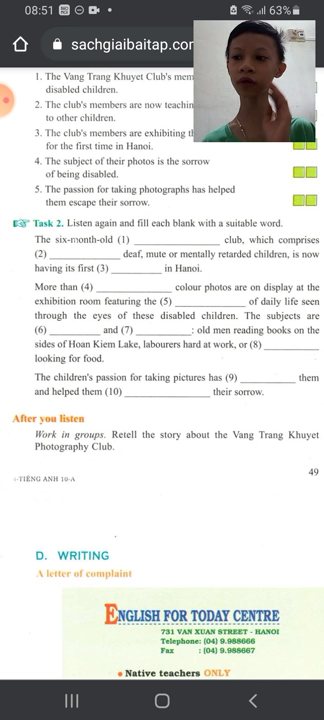 08:51
63%
sachgiaibaitap.cor
1. The Vang Trang Khuyet Club's mem
disabled children.
2. The club's members are now teachin
to other children.
3. The club's members are exhibiting t
for the first time in Hanoi.
4. The subject of their photos is the sorrow
of being disabled.
5. The passion for taking photographs has helped
them escape their sorrow.
Task 2. Listen again and fill each blank with a suitable word.
The six-month-old (1) ________________ club, which comprises
(2) ______________ deaf, mute or mentally retarded children, is now
having its first (3) __________ in Hanoi.
More than (4) ______________ colour photos are on display at the
exhibition room featuring the (5) ______________ of daily life seen
through the eyes of these disabled children. The subjects are
(6) __________ and (7) ___________: old men reading books on the
sides of Hoan Kiem Lake, labourers hard at work, or (8) ___________
looking for food.
The children's passion for taking pictures has (9) ___________ them
and helped them (10) ________________ their sorrow.
After you listen
Work in groups. Retell the story about the Vang Trang Khuyet
Photography Club.
49
-TIẾNG ANH 10-A
D. WRITING
A letter of complaint
ENGLISH FOR TODAY CENTRE
731 VAN XUAN STREET - HANOI
Telephone: (04) 9.988666
Fax : (04) 9.988667
• Native teachers ONLY